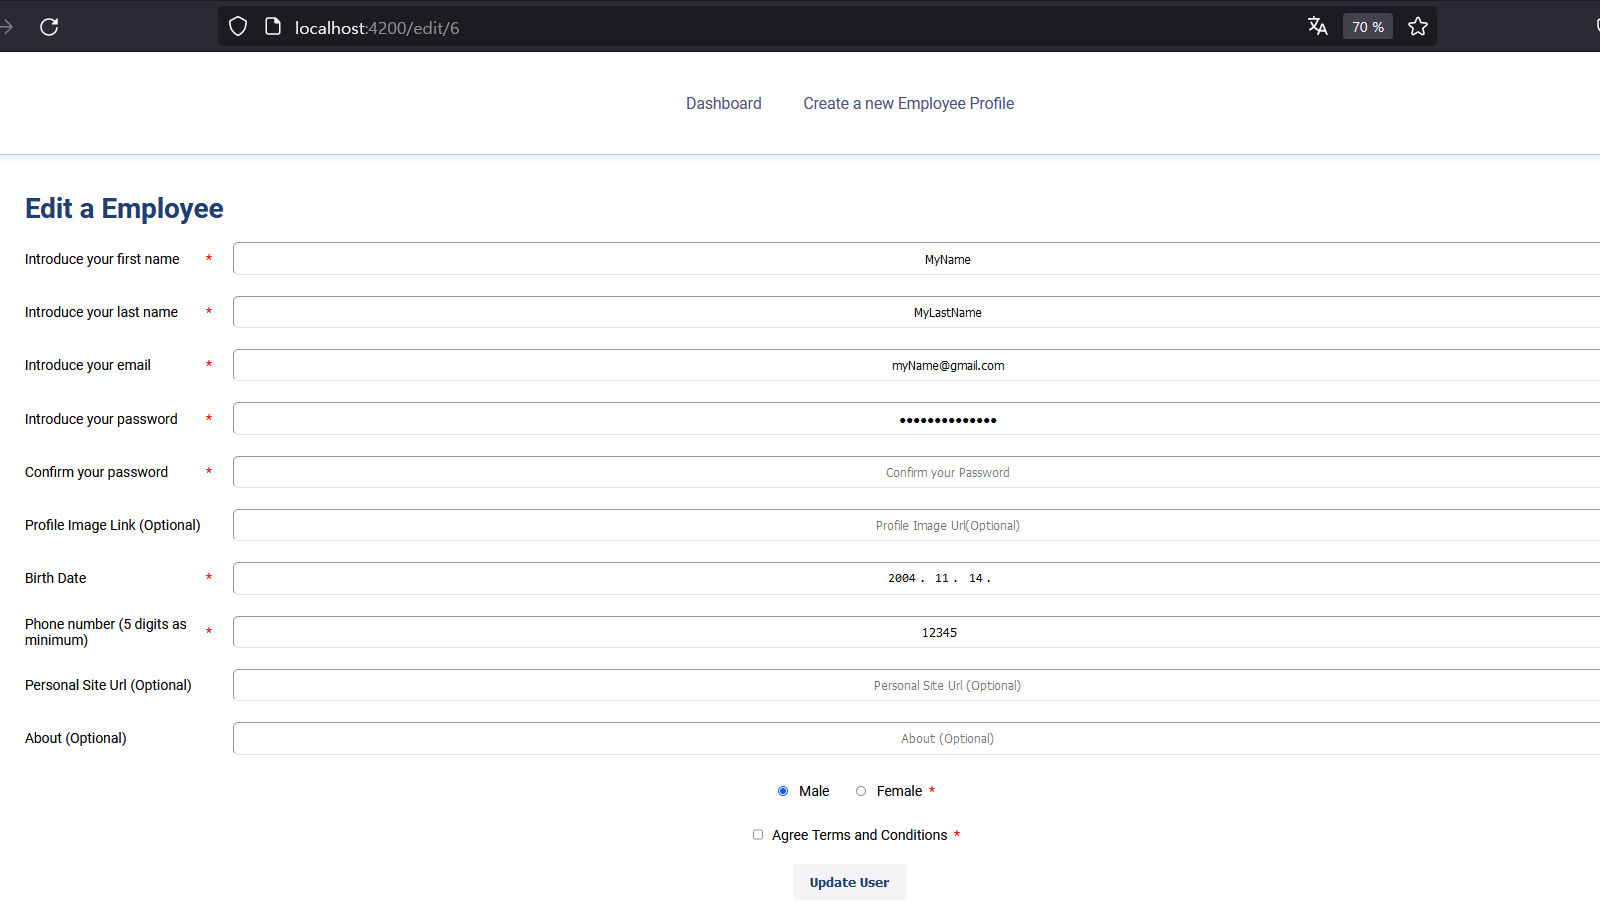 localhost:4200/edit/6
70 %
Dashboard Create a new Employee Profile
Edit a Employee
Introduce your first name * MyName
Introduce your last name * MyLastName
Introduce your email * myName@gmail.com
Introduce your password * ••••••••••••••
Confirm your password * Confirm your Password
Profile Image Link (Optional) Profile Image Url(Optional)
Birth Date * 2004. 11. 14.
Phone number (5 digits as
minimum) * 12345
Personal Site Url (Optional) Personal Site Url (Optional)
About (Optional) About (Optional)
Male Female *
Agree Terms and Conditions *
Update User